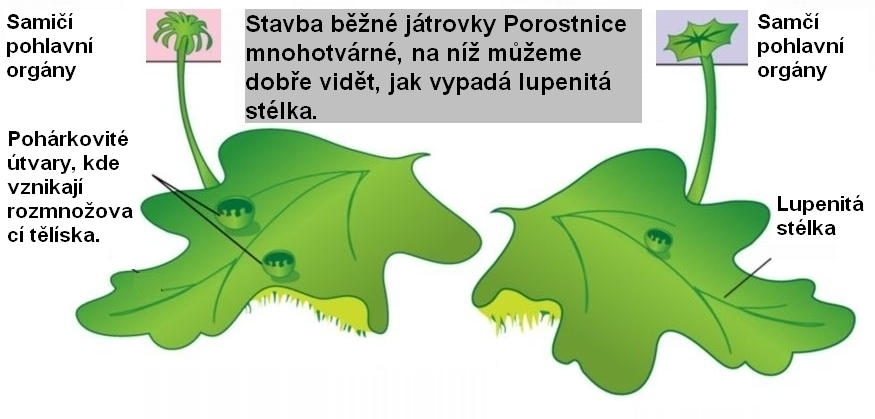 Samičí
pohlavní
orgány
Stavba běžné játrovky Porostnice
mnohotvárné, na níž můžeme
dobře vidět, jak vypadá lupenitá
stélka.
Samčí
pohlavní
orgány
Pohárkovité
útvary, kde
vznikají
rozmnožova
cí tělíska.
Lupenitá
stélka